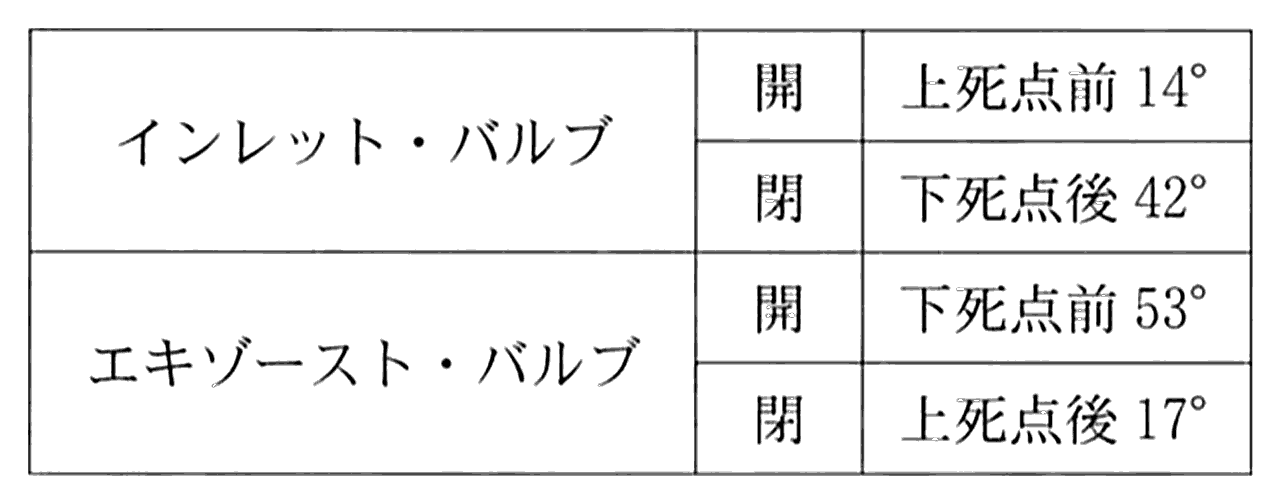 インレット・バルブ
開 上死点前 14°
閉 下死点後 42°
エキゾースト・バルブ
開 下死点前 53°
閉 上死点後 17°